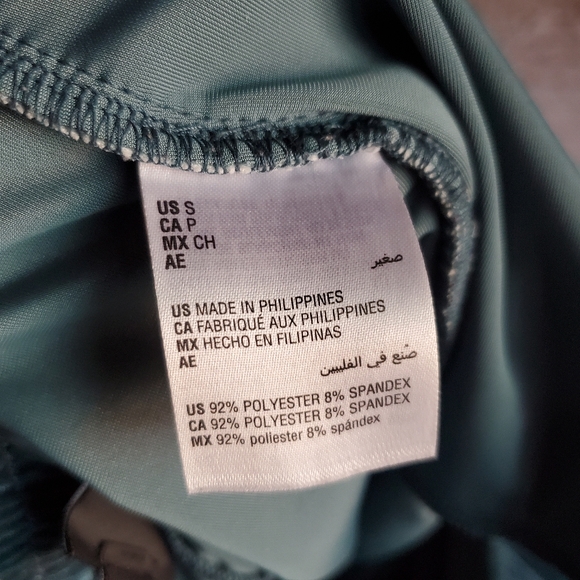 US S
CA P
MX CH
AE صغير
US MADE IN PHILIPPINES
CA FABRIQUÉ AUX PHILIPPINES
MX HECHO EN FILIPINAS
AE صُنع في الفلبين
US 92% POLYESTER 8% SPANDEX
CA 92% POLYESTER 8% SPANDEX
MX 92% poliester 8% spándex